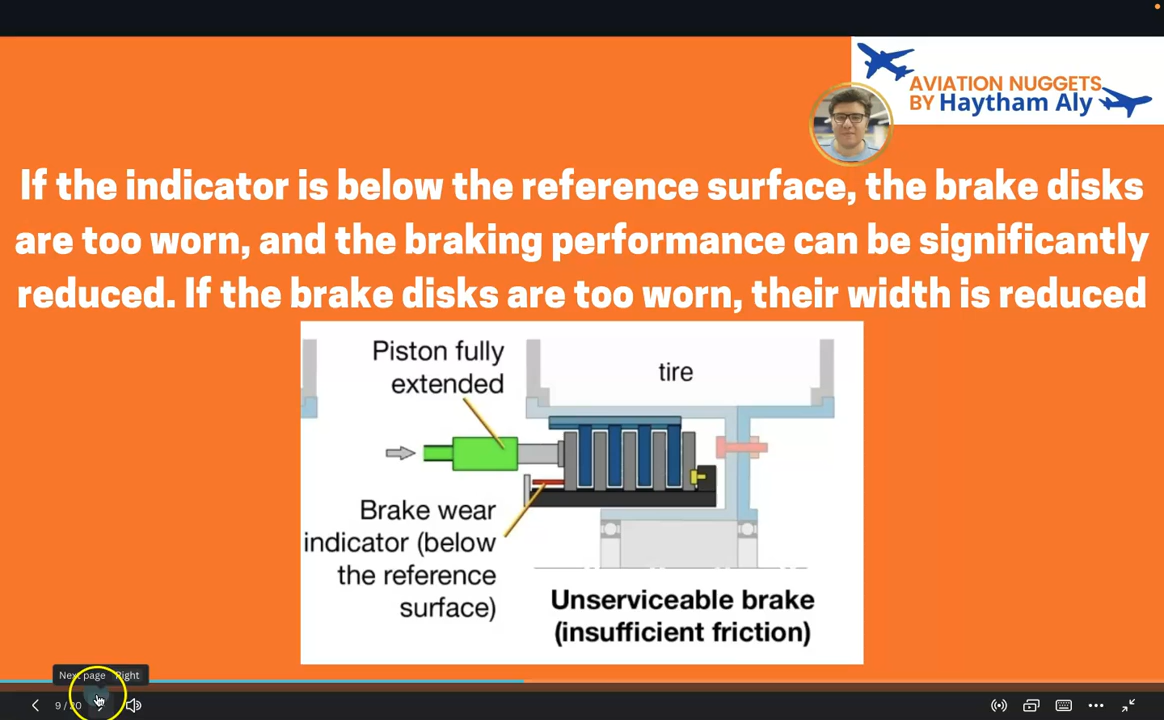 AVIATION NUGGETS
BY Haytham Aly
If the indicator is below the reference surface, the brake disks
are too worn, and the braking performance can be significantly
reduced. If the brake disks are too worn, their width is reduced
Piston fully
extended
tire
Brake wear
indicator (below
the reference
surface)
Unserviceable brake
(insufficient friction)
Next page Right
9 / 20